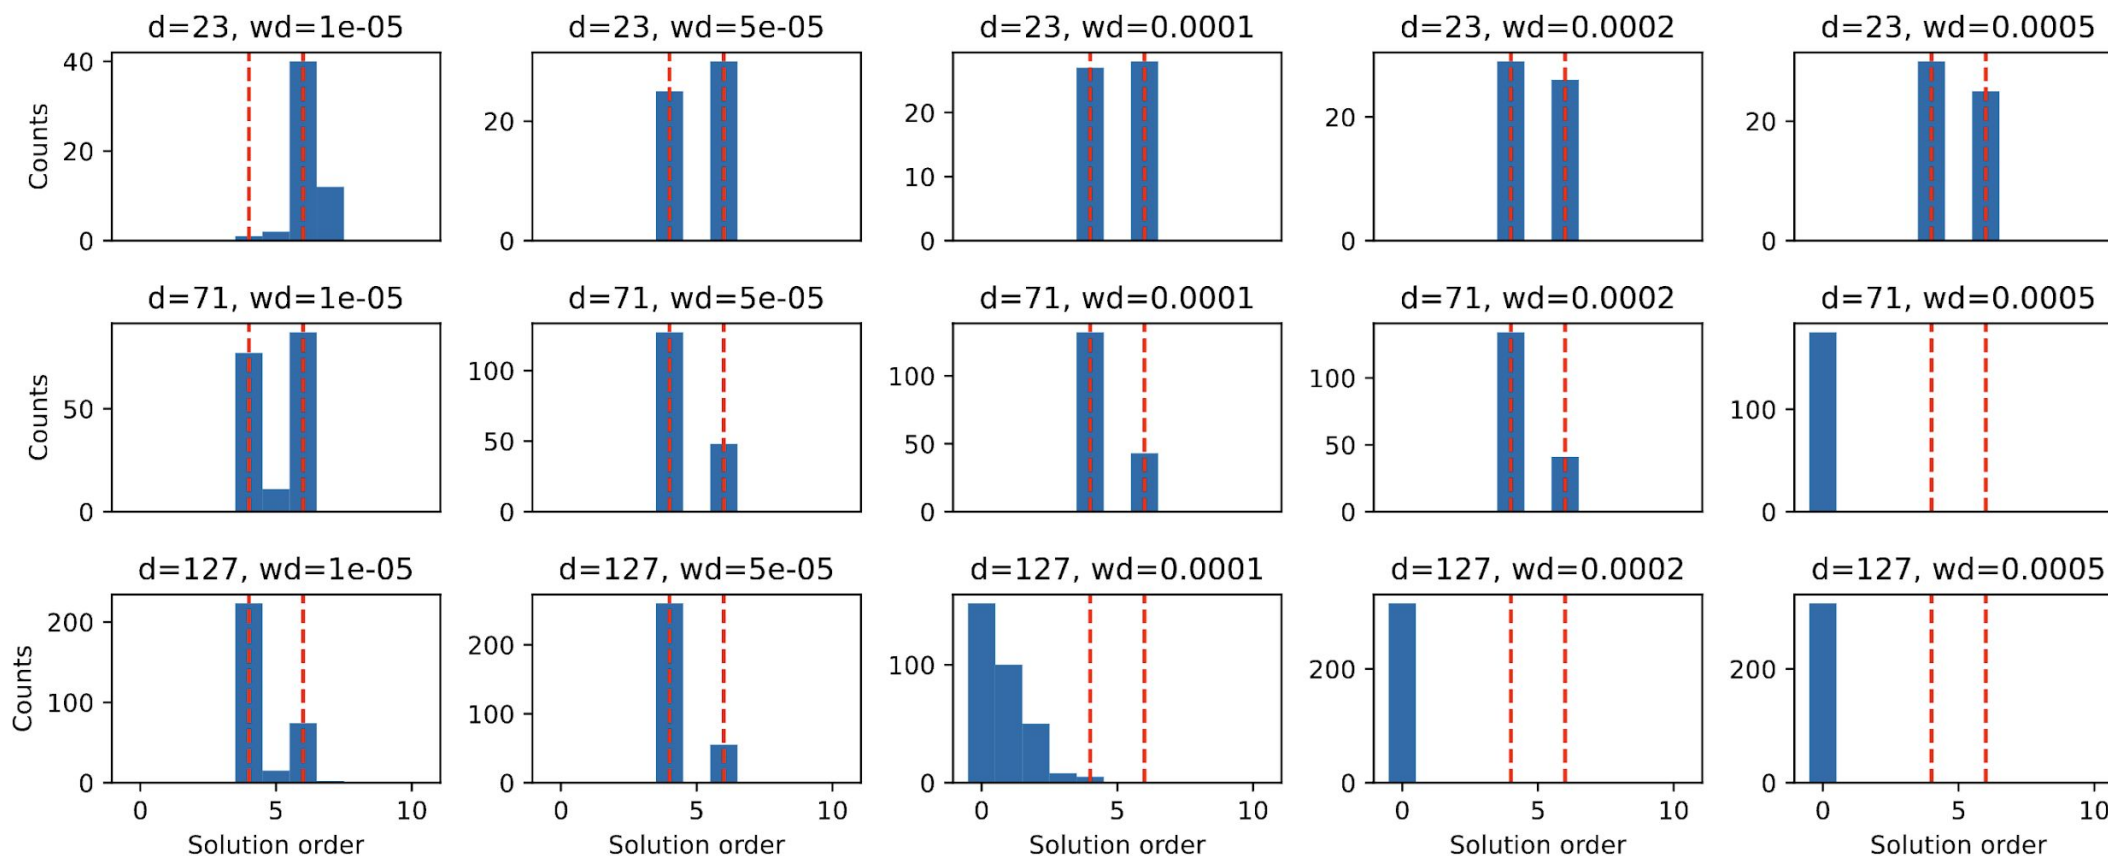 d=23, wd=1e-05
d=23, wd=5e-05
d=23, wd=0.0001
d=23, wd=0.0002
d=23, wd=0.0005
Counts
40
20
0
20
0
20
10
0
20
0
20
0
d=71, wd=1e-05
d=71, wd=5e-05
d=71, wd=0.0001
d=71, wd=0.0002
d=71, wd=0.0005
Counts
50
0
100
50
0
100
50
0
100
50
0
100
0
d=127, wd=1e-05
d=127, wd=5e-05
d=127, wd=0.0001
d=127, wd=0.0002
d=127, wd=0.0005
Counts
200
100
0
200
100
0
100
0
200
0
200
0
0 5 10
0 5 10
0 5 10
0 5 10
0 5 10
Solution order
Solution order
Solution order
Solution order
Solution order